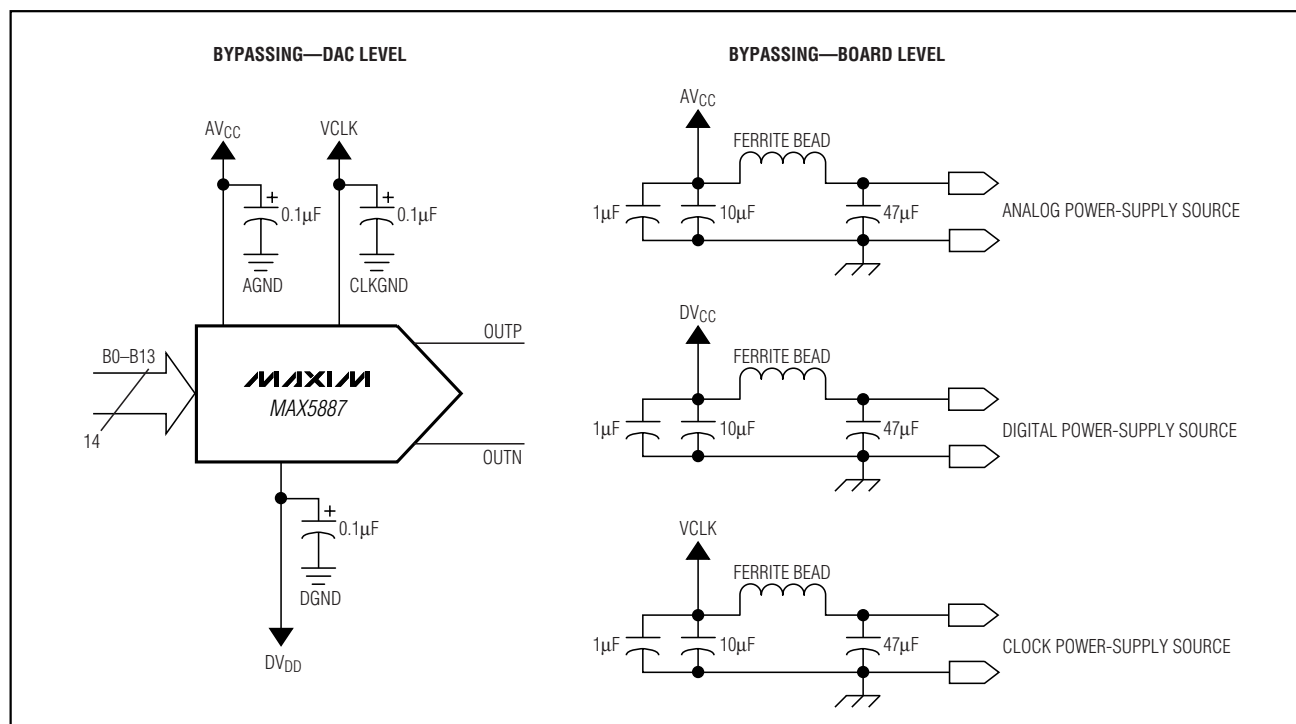 BYPASSING—DAC LEVEL
AVCC
VCLK
+
0.1µF
+
0.1µF
AGND
CLKGND
OUTP
B0–B13
MAXIM
MAX5887
14
OUTN
+
0.1µF
DGND
DVDD
BYPASSING—BOARD LEVEL
AVCC
FERRITE BEAD
1µF
10µF
47µF
ANALOG POWER-SUPPLY SOURCE
DVCC
FERRITE BEAD
1µF
10µF
47µF
DIGITAL POWER-SUPPLY SOURCE
VCLK
FERRITE BEAD
1µF
10µF
47µF
CLOCK POWER-SUPPLY SOURCE